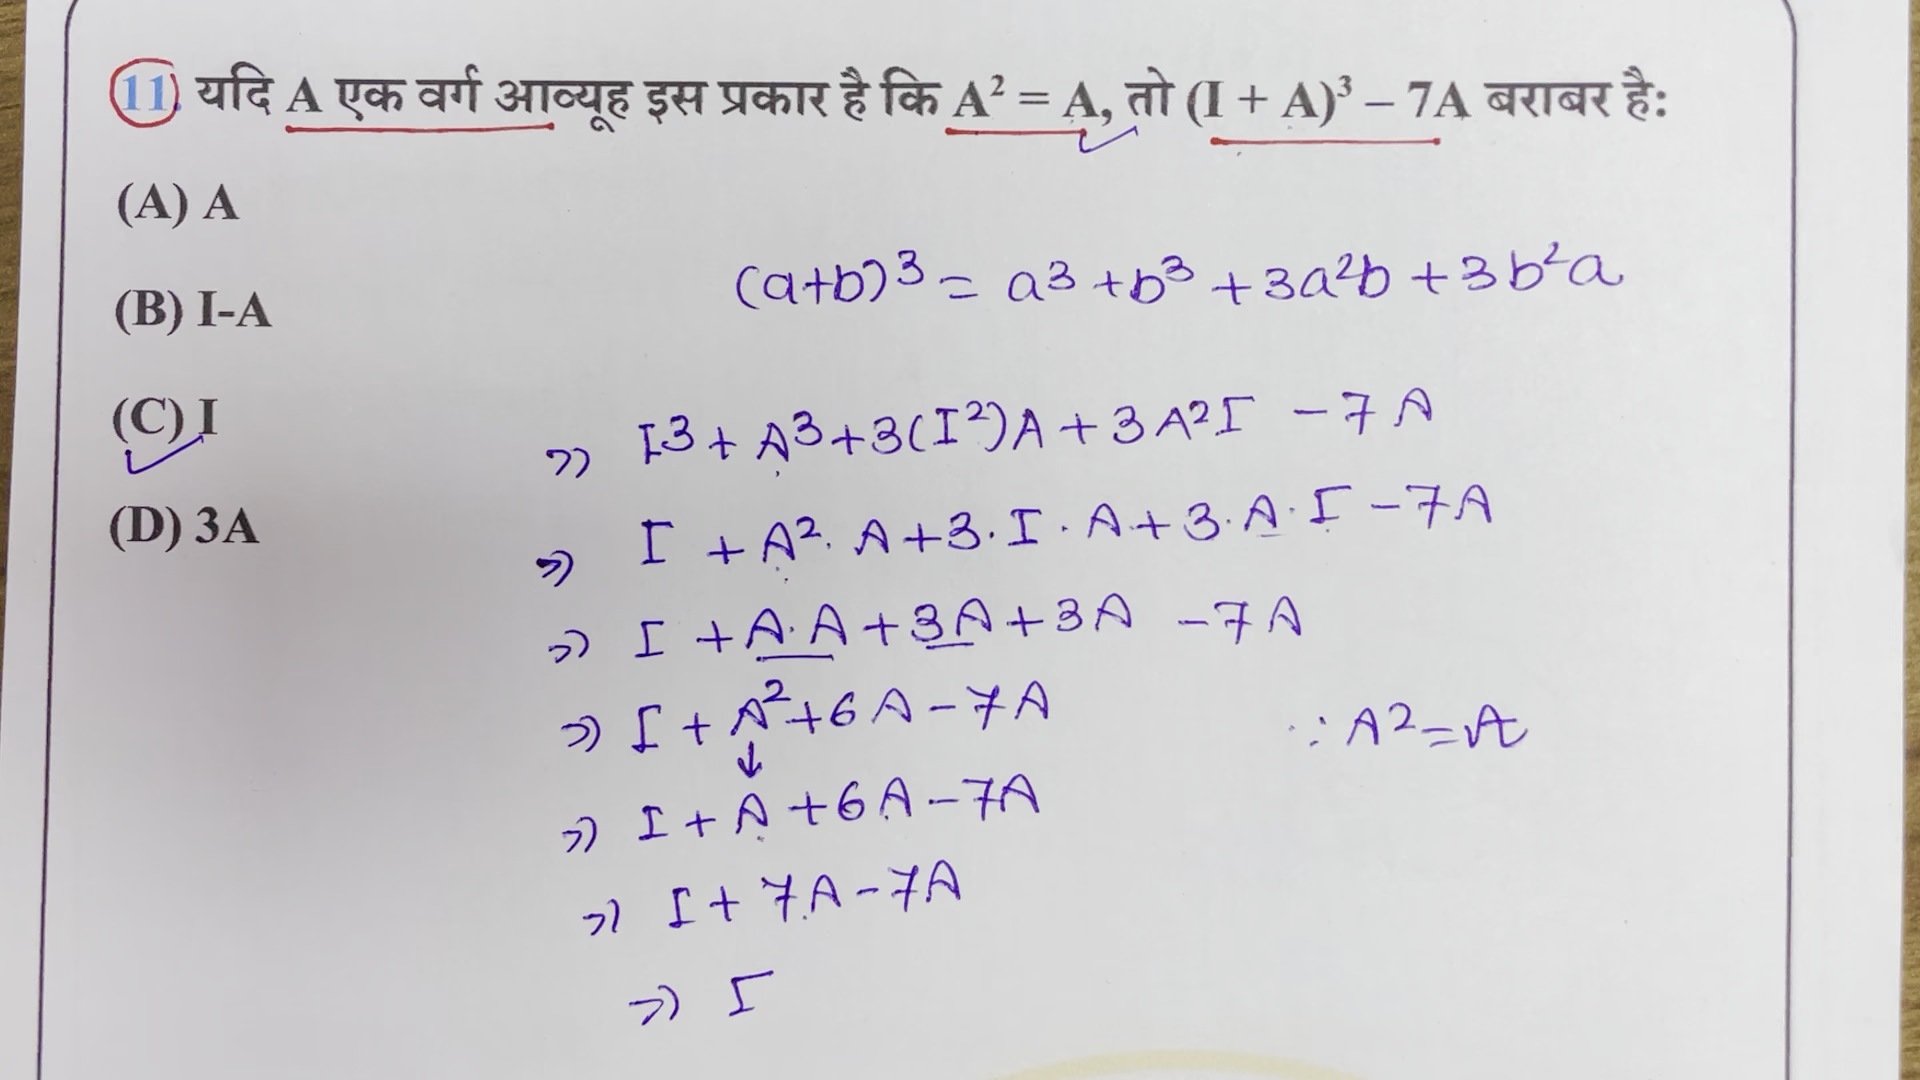 11. यदि A एक वर्ग आव्यूह इस प्रकार है कि A² = A, तो (I + A)³ – 7A बराबर है:
(A) A
(B) I-A
(C) I
(D) 3A
(a+b)³ = a³ + b³ + 3a²b + 3b²a
⇒ I³ + A³ + 3(I²)A + 3A²I - 7A
⇒ I + A². A + 3. I . A + 3. A. I - 7A
⇒ I + A. A + 3A + 3A - 7A
⇒ I + A² + 6A - 7A ∵ A² = A
↓
⇒ I + A + 6A - 7A
⇒ I + 7A - 7A
⇒ I